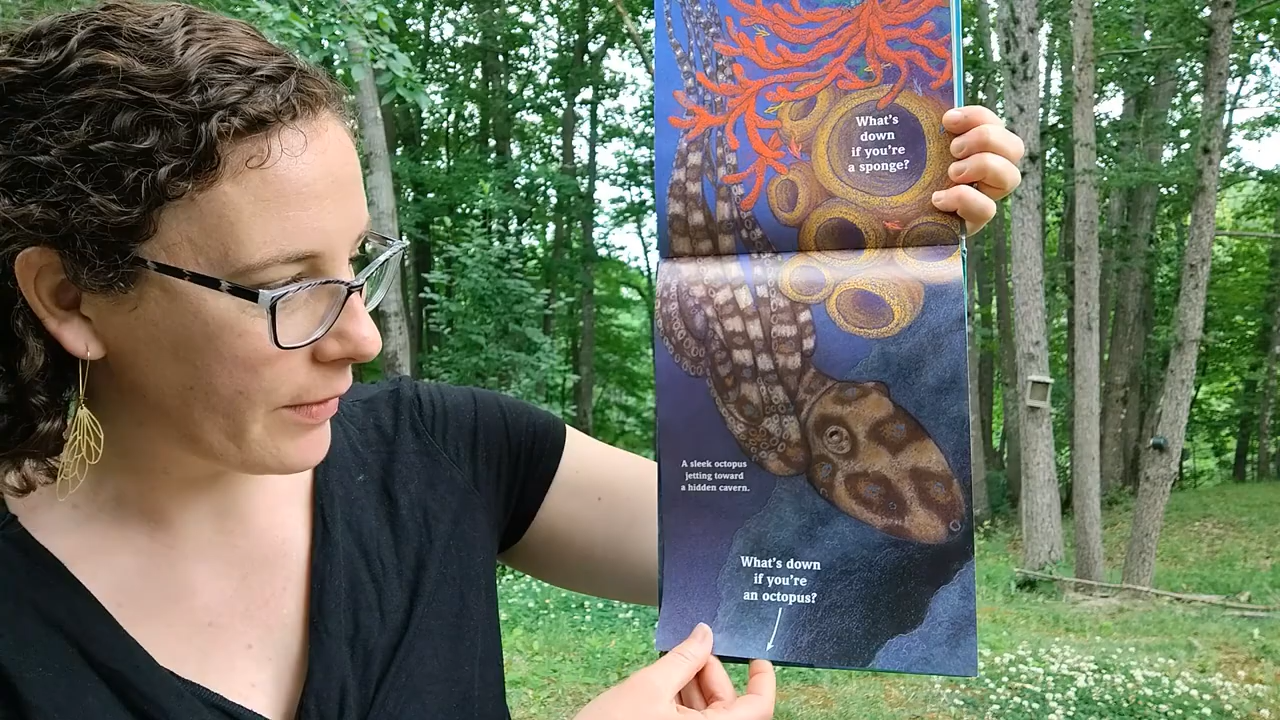 What's
down
if you're
a sponge?
A sleek octopus
jetting toward
a hidden cavern.
What's down
if you're
an octopus?